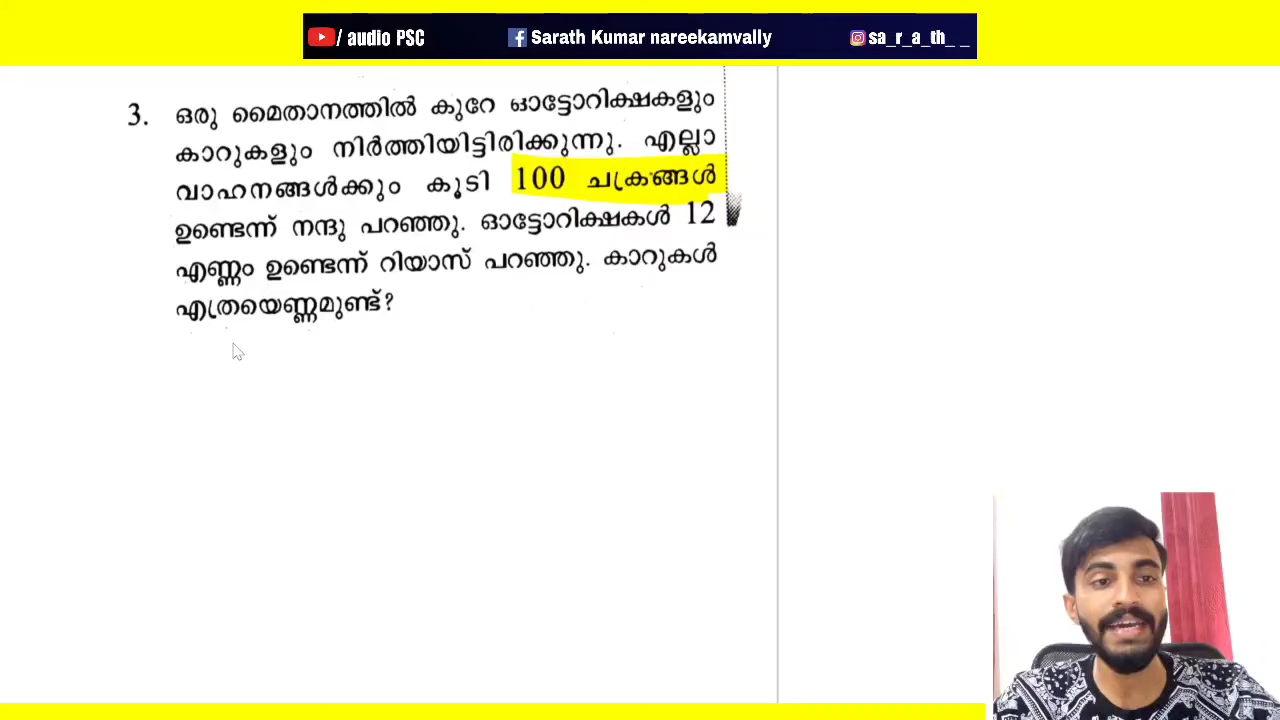 / audio PSC
Sarath Kumar nareekamvally
sa_r_a_th_ _
3. ഒരു മൈതാനത്തിൽ കുറേ ഓട്ടോറിക്ഷകളും
കാറുകളും നിർത്തിയിട്ടിരിക്കുന്നു. എല്ലാ
വാഹനങ്ങൾക്കും കൂടി 100 ചക്രങ്ങൾ
ഉണ്ടെന്ന് നന്ദു പറഞ്ഞു. ഓട്ടോറിക്ഷകൾ 12
എണ്ണം ഉണ്ടെന്ന് റിയാസ് പറഞ്ഞു. കാറുകൾ
എത്രയെണ്ണമുണ്ട്?